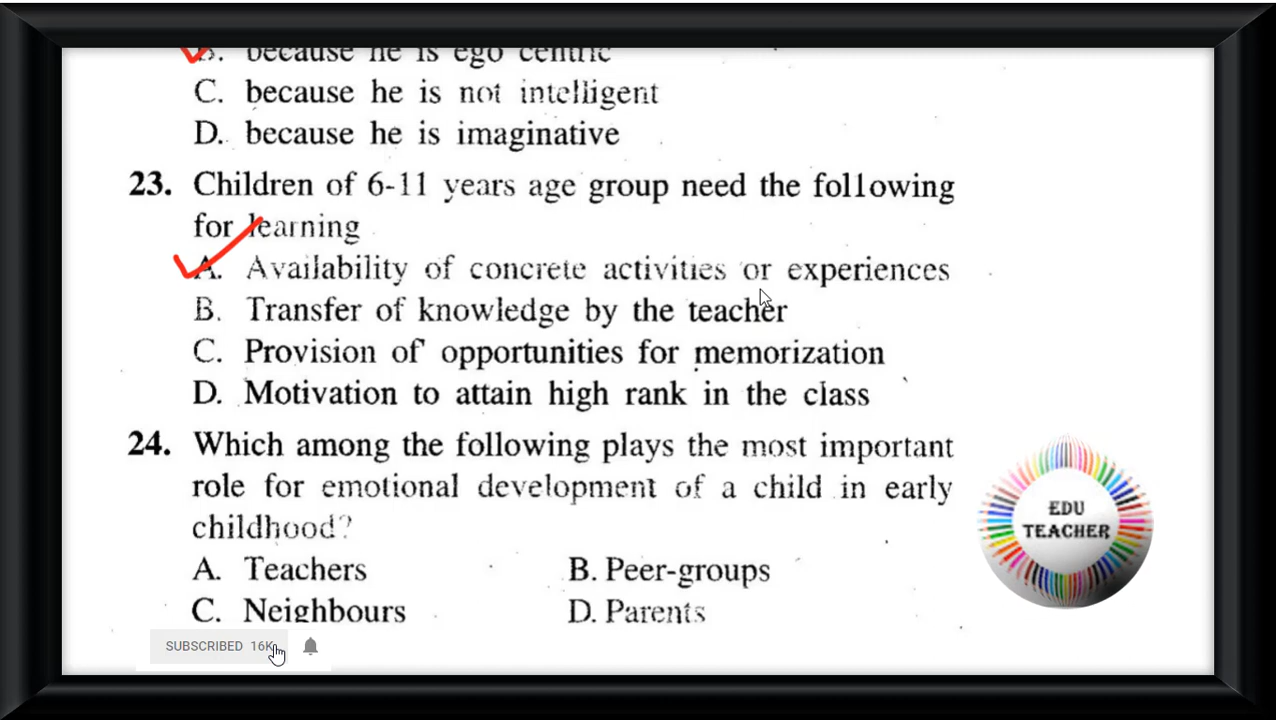 B. because he is ego centric
C. because he is not intelligent
D. because he is imaginative
23. Children of 6-11 years age group need the following
for learning
A. Availability of concrete activities or experiences
B. Transfer of knowledge by the teacher
C. Provision of opportunities for memorization
D. Motivation to attain high rank in the class
24. Which among the following plays the most important
role for emotional development of a child in early
childhood?
A. Teachers B. Peer-groups
C. Neighbours D. Parents
EDU
TEACHER
SUBSCRIBED 16K